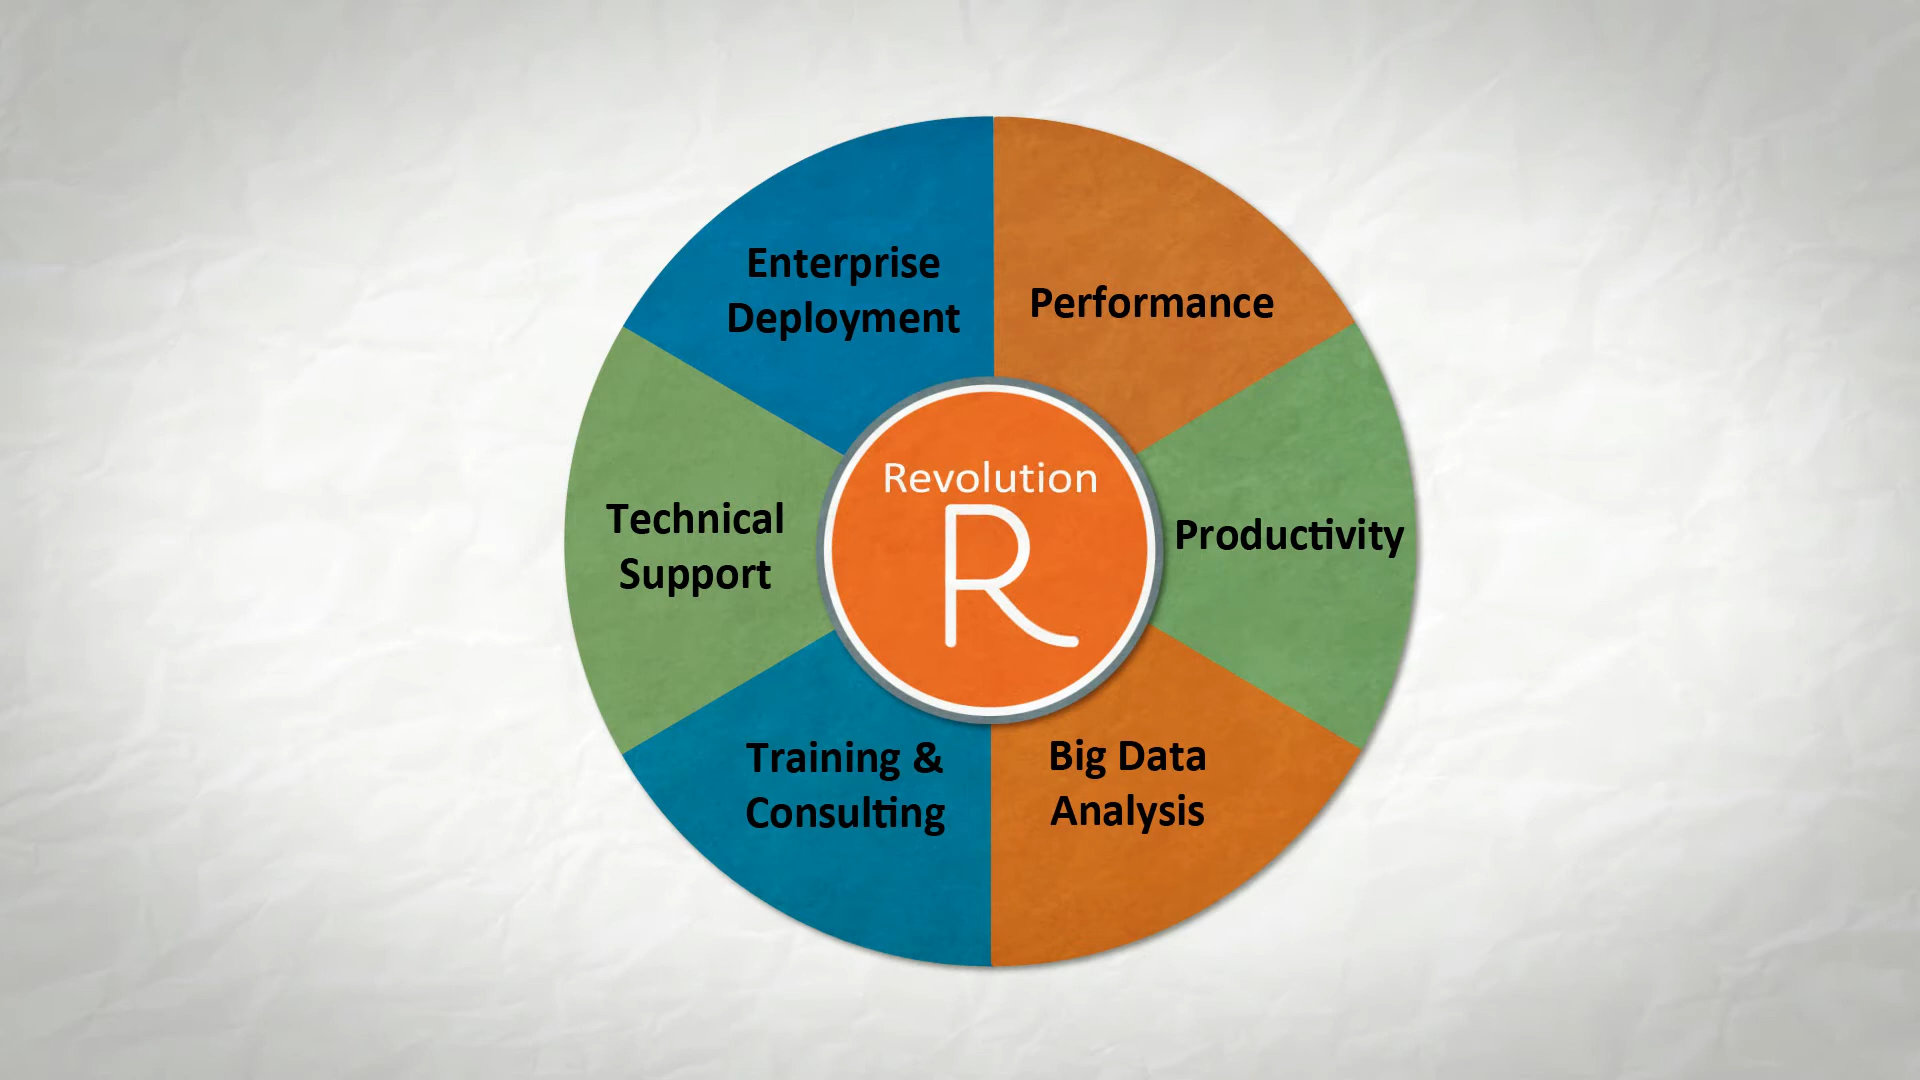 Enterprise
Deployment
Performance
Revolution
R
Technical
Support
Productivity
Training &
Consulting
Big Data
Analysis